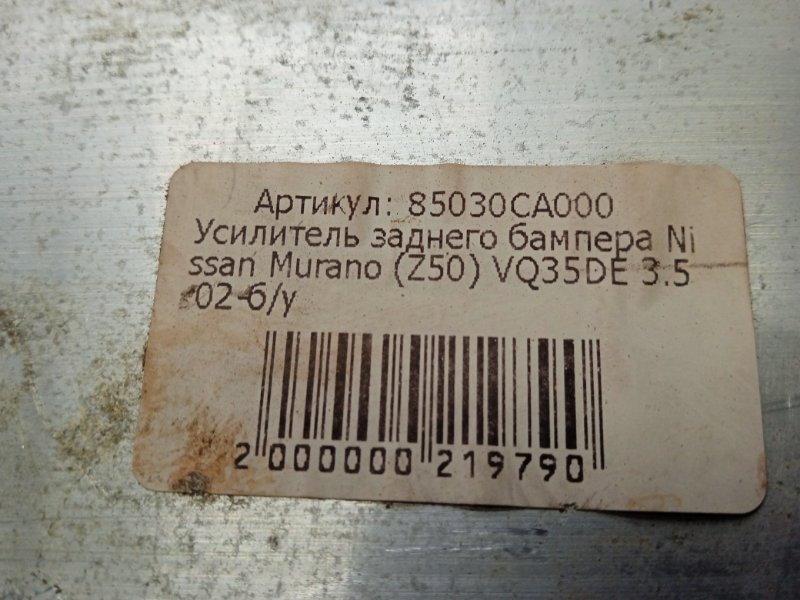 Артикул: 85030CA000
Усилитель заднего бампера Ni
ssan Murano (Z50) VQ35DE 3.5
02-б/у
2 000000 219790